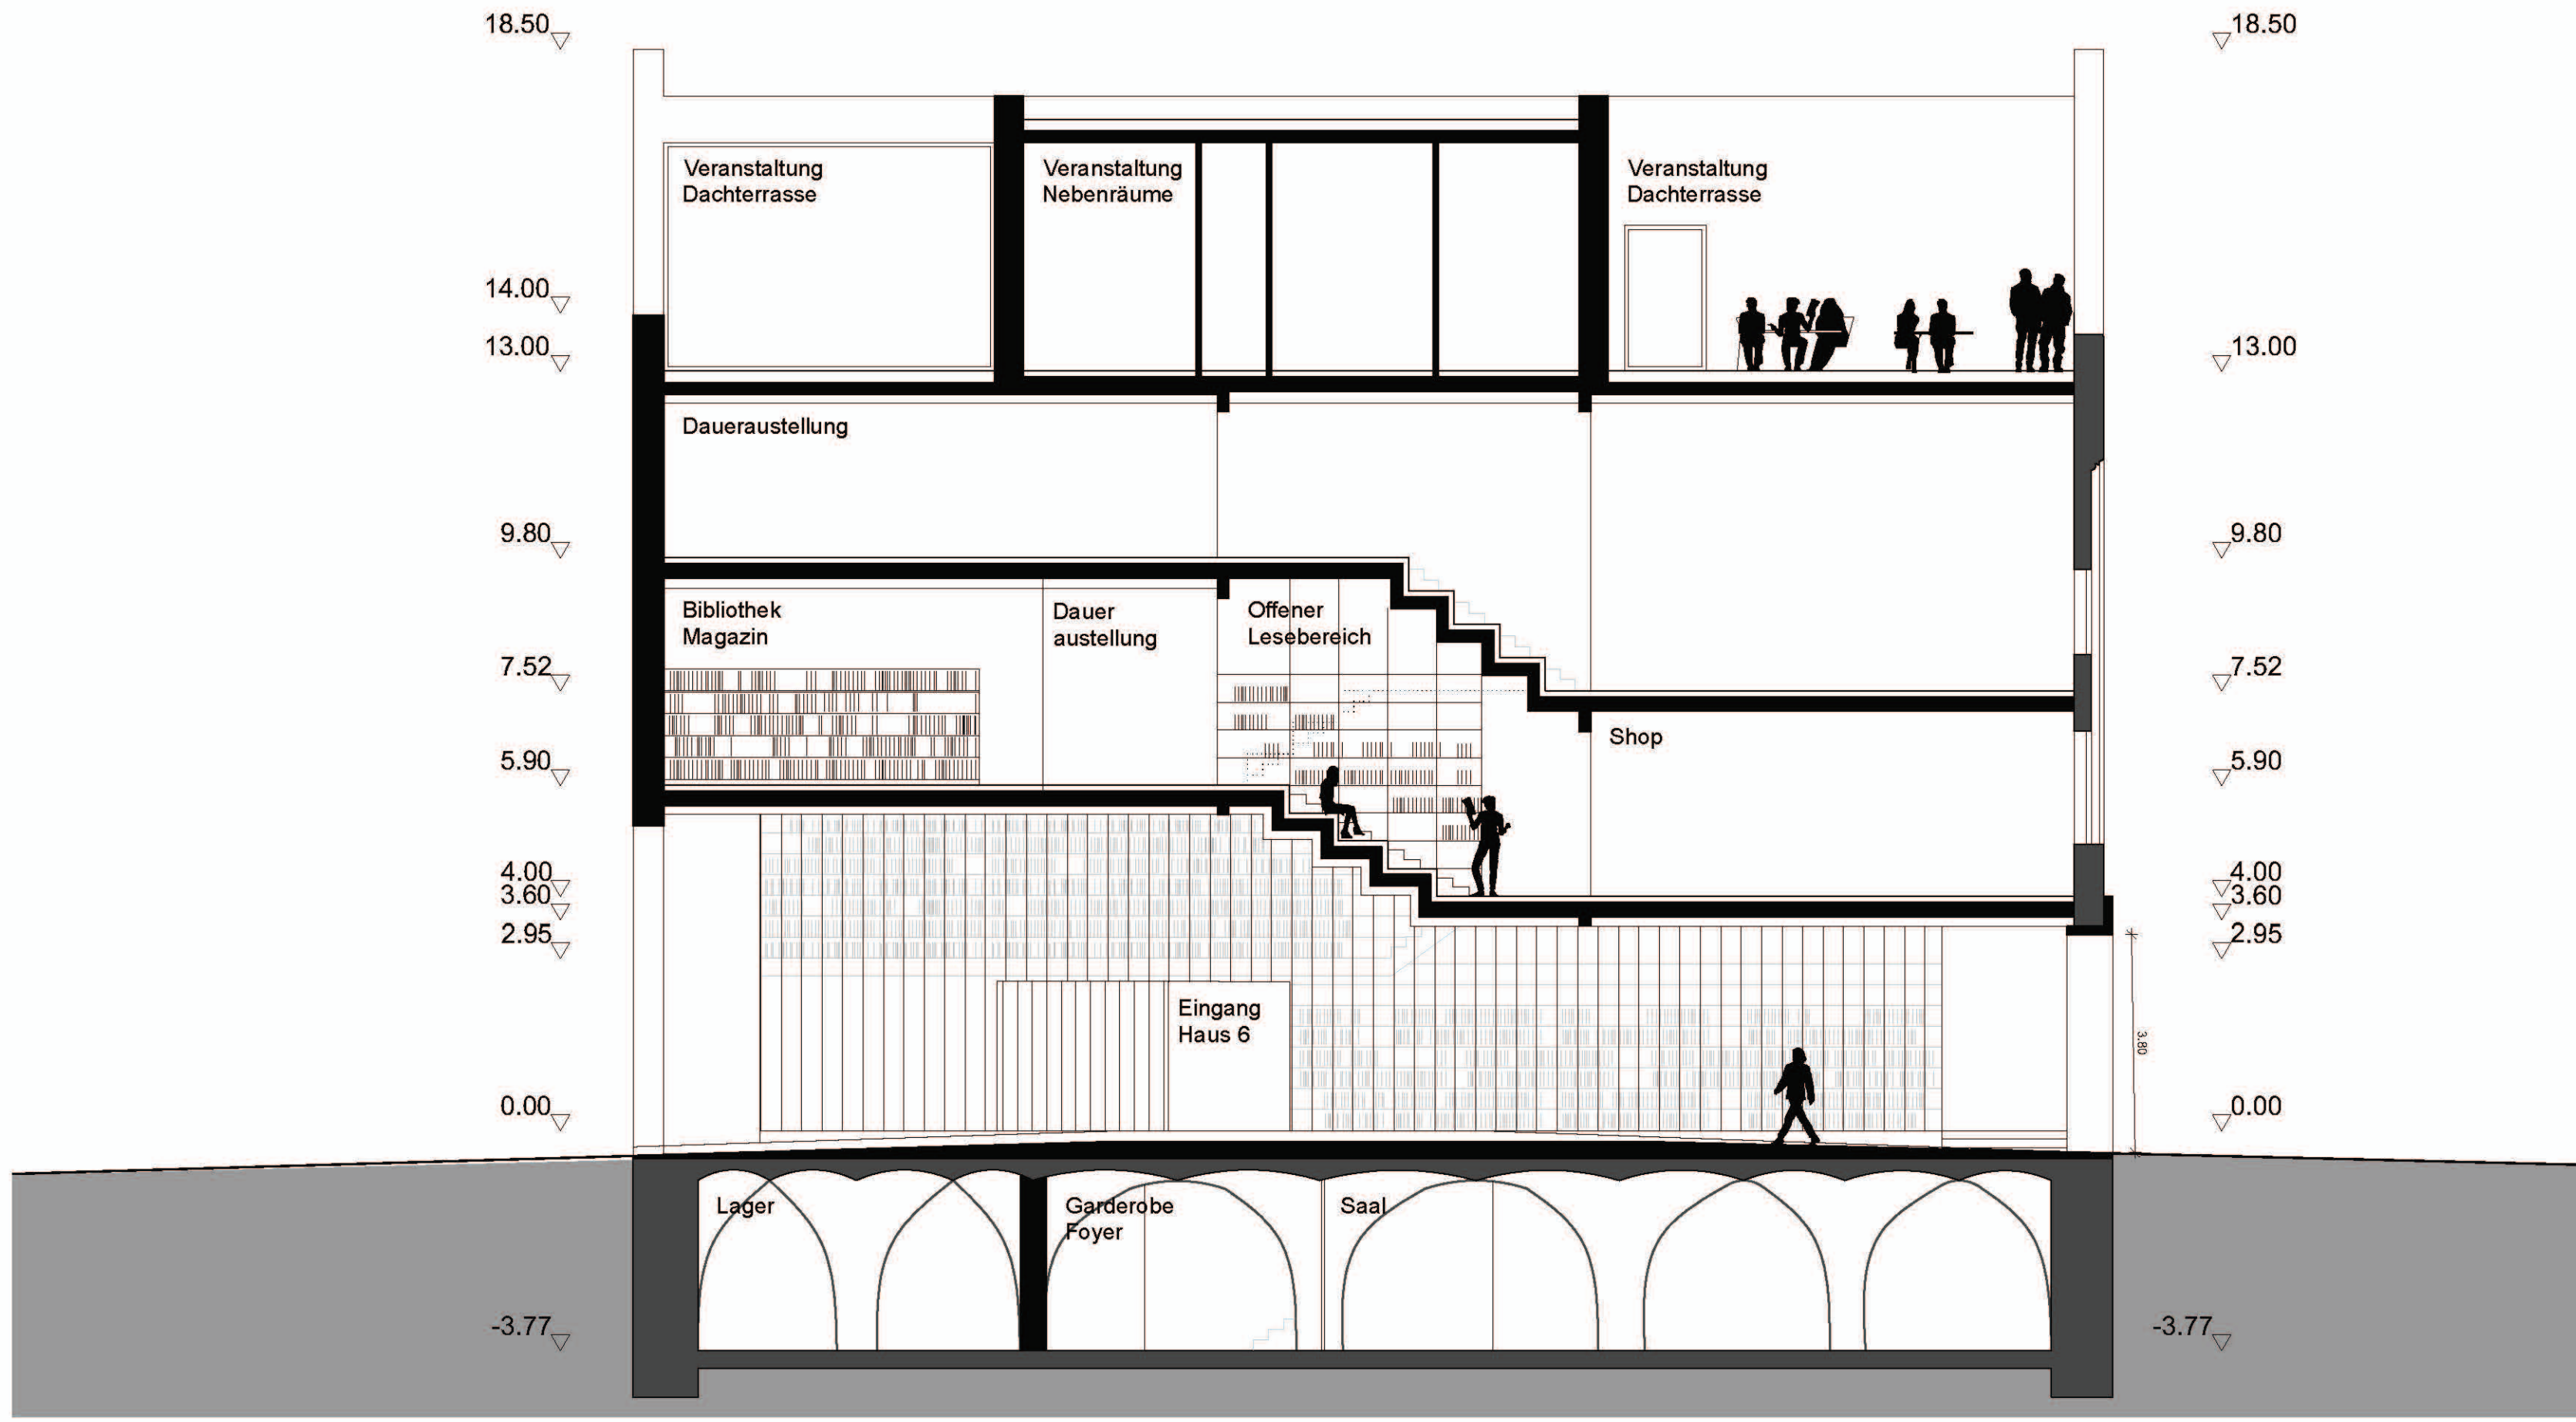 18.50
18.50
Veranstaltung
Dachterrasse
Veranstaltung
Nebenräume
Veranstaltung
Dachterrasse
14.00
13.00
13.00
Daueraustellung
9.80
9.80
Bibliothek
Magazin
Dauer
austellung
Offener
Lesebereich
7.52
7.52
Shop
5.90
5.90
4.00
4.00
3.60
3.60
2.95
2.95
Eingang
Haus 6
3.80
0.00
0.00
Lager
Garderobe
Foyer
Saal
-3.77
-3.77